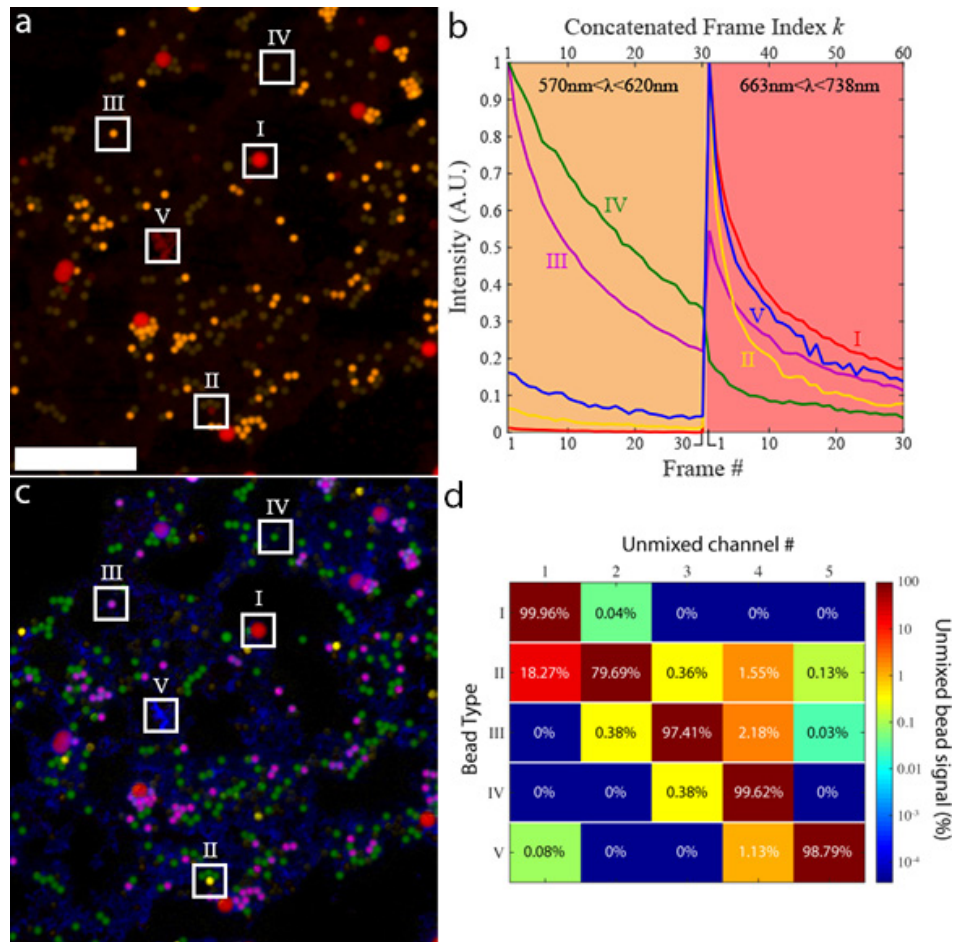 a
IV
III
I
V
II
b
Concatenated Frame Index k
1 10 20 30 40 50 60
570nm<λ<620nm 663nm<λ<738nm
Intensity (A.U.)
1
0.9
0.8
0.7
0.6
0.5
0.4
0.3
0.2
0.1
0
IV
III
V
I
II
1 10 20 30 1 10 20 30
Frame #
c
IV
III
I
V
II
d
Unmixed channel #
1 2 3 4 5
Bead Type
I 99.96% 0.04% 0% 0% 0%
II 18.27% 79.69% 0.36% 1.55% 0.13%
III 0% 0.38% 97.41% 2.18% 0.03%
IV 0% 0% 0.38% 99.62% 0%
V 0.08% 0% 0% 1.13% 98.79%
100
10
1
0.1
0.01
10⁻³
10⁻⁴
Unmixed bead signal (%)